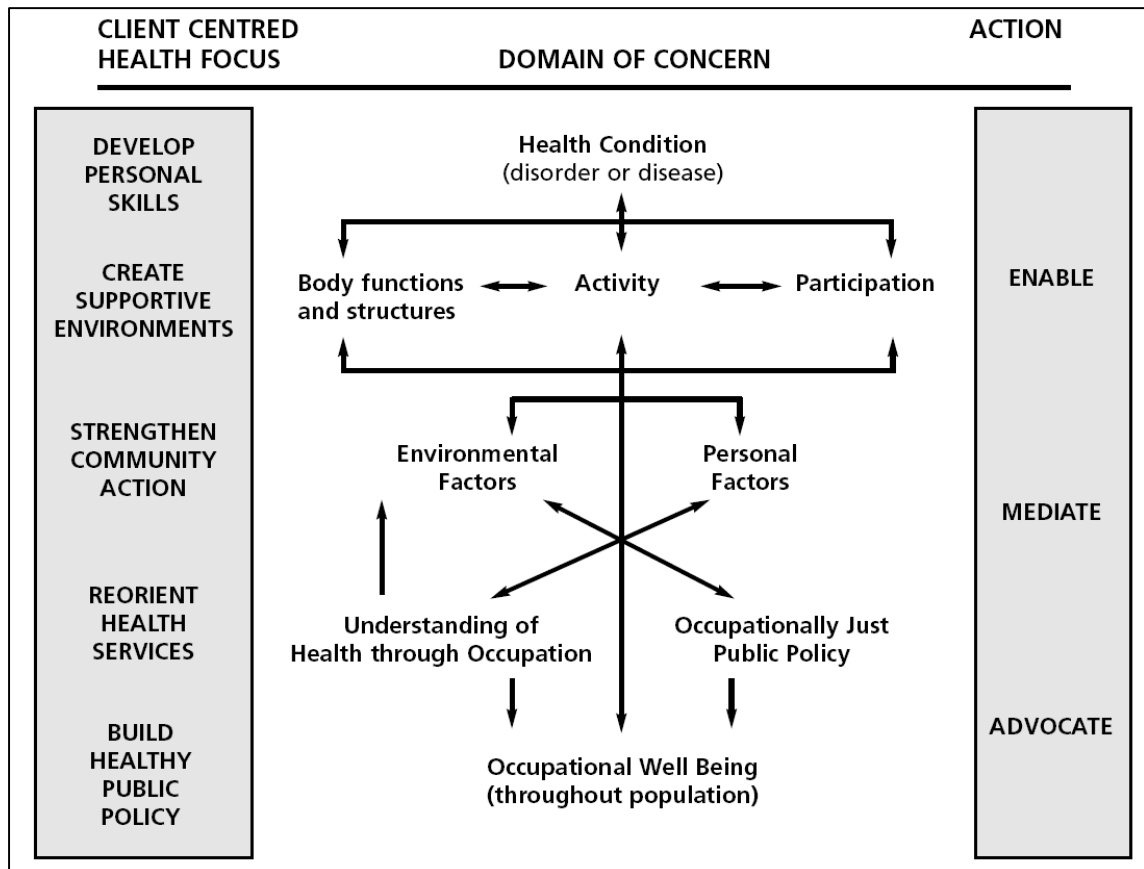 CLIENT CENTRED
HEALTH FOCUS
DOMAIN OF CONCERN
ACTION
DEVELOP
PERSONAL
SKILLS
CREATE
SUPPORTIVE
ENVIRONMENTS
STRENGTHEN
COMMUNITY
ACTION
REORIENT
HEALTH
SERVICES
BUILD
HEALTHY
PUBLIC
POLICY
Health Condition
(disorder or disease)
Body functions
and structures
Activity
Participation
Environmental
Factors
Personal
Factors
Understanding of
Health through Occupation
Occupationally Just
Public Policy
Occupational Well Being
(throughout population)
ENABLE
MEDIATE
ADVOCATE